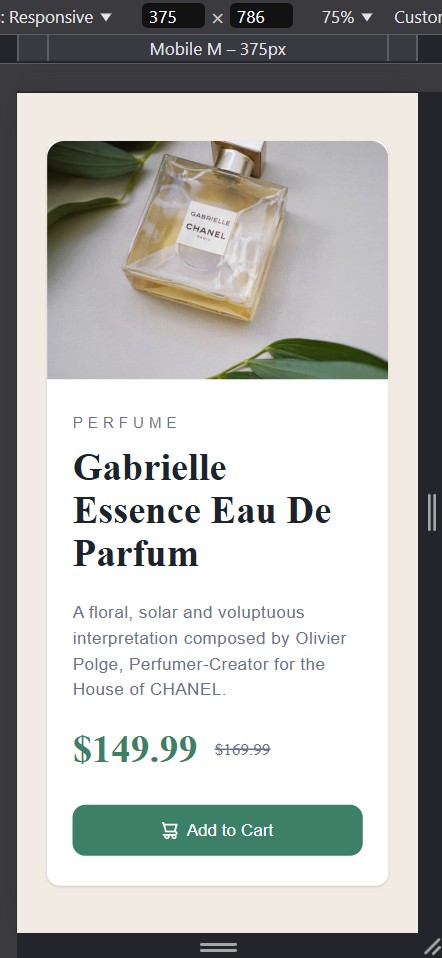 : Responsive ▼ 375 × 786 75% ▼ Custor
Mobile M – 375px
GABRIELLE
CHANEL
PARIS
PERFUME
Gabrielle
Essence Eau De
Parfum
A floral, solar and voluptuous
interpretation composed by Olivier
Polge, Perfumer-Creator for the
House of CHANEL.
$149.99 $169.99
Add to Cart